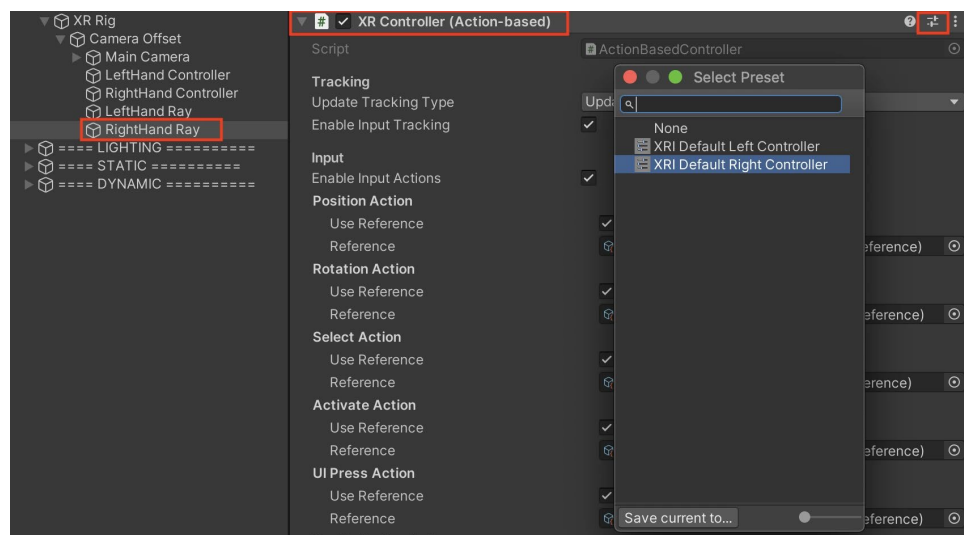 XR Rig
Camera Offset
Main Camera
LeftHand Controller
RightHand Controller
LeftHand Ray
RightHand Ray
==== LIGHTING ==========
==== STATIC ==========
==== DYNAMIC ==========
# XR Controller (Action-based)
Script
# ActionBasedController
Tracking
Update Tracking Type
Upd
Enable Input Tracking
Input
Enable Input Actions
Position Action
Use Reference
Reference
eference)
Rotation Action
Use Reference
Reference
eference)
Select Action
Use Reference
Reference
erence)
Activate Action
Use Reference
Reference
eference)
UI Press Action
Use Reference
Reference
eference)
Select Preset
None
XRI Default Left Controller
XRI Default Right Controller
Save current to...